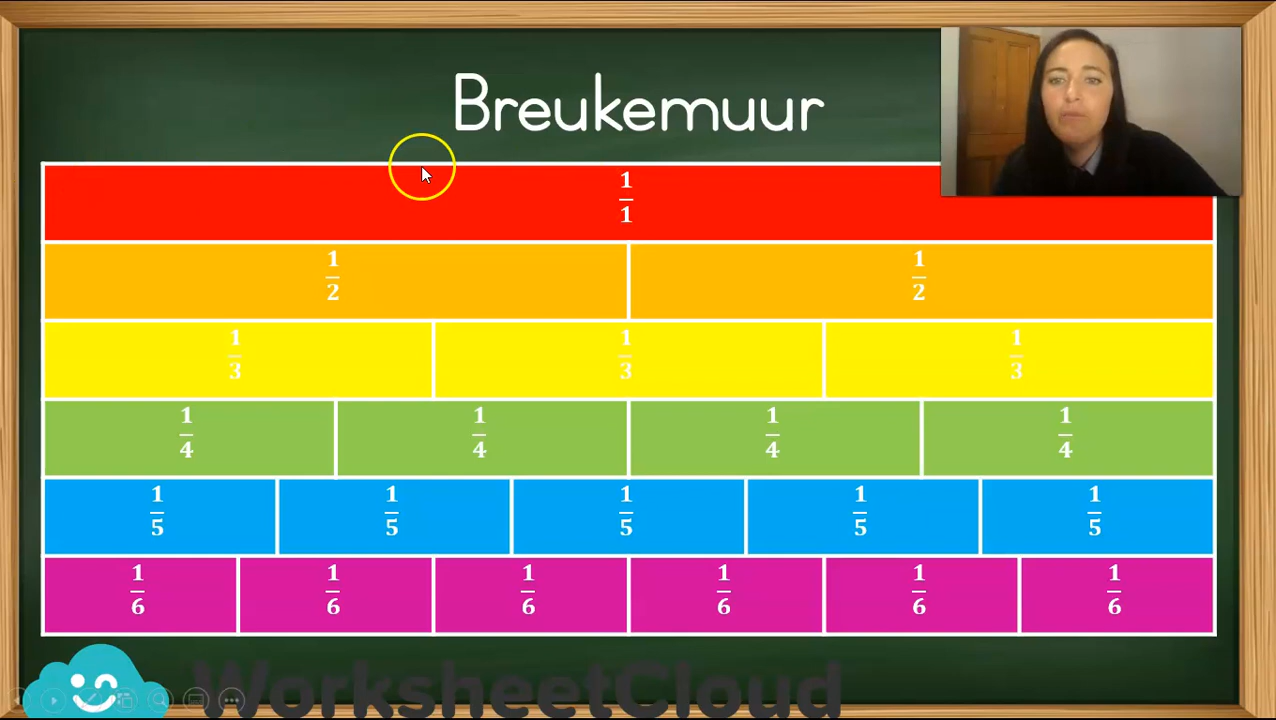 Breukemuur
1/1
1/2 1/2
1/3 1/3 1/3
1/4 1/4 1/4 1/4
1/5 1/5 1/5 1/5 1/5
1/6 1/6 1/6 1/6 1/6 1/6
WorksheetCloud